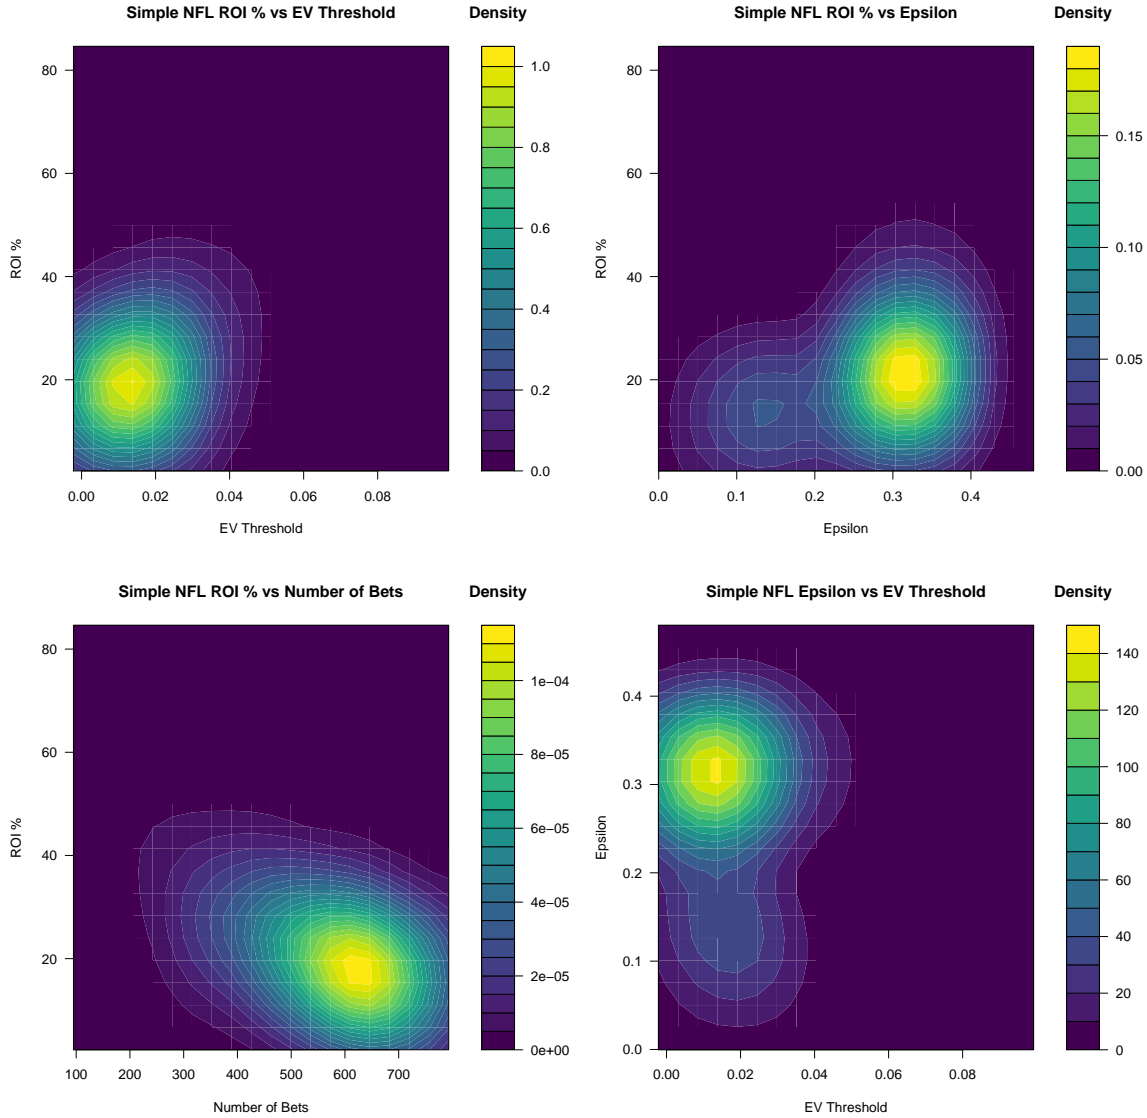 Simple NFL ROI % vs EV Threshold
Density
ROI %
80
60
40
20
0.00 0.02 0.04 0.06 0.08
EV Threshold
1.0
0.8
0.6
0.4
0.2
0.0
Simple NFL ROI % vs Epsilon
Density
ROI %
80
60
40
20
0.0 0.1 0.2 0.3 0.4
Epsilon
0.15
0.10
0.05
0.00
Simple NFL ROI % vs Number of Bets
Density
ROI %
80
60
40
20
100 200 300 400 500 600 700
Number of Bets
1e−04
8e−05
6e−05
4e−05
2e−05
0e+00
Simple NFL Epsilon vs EV Threshold
Density
Epsilon
0.4
0.3
0.2
0.1
0.0
0.00 0.02 0.04 0.06 0.08
EV Threshold
140
120
100
80
60
40
20
0